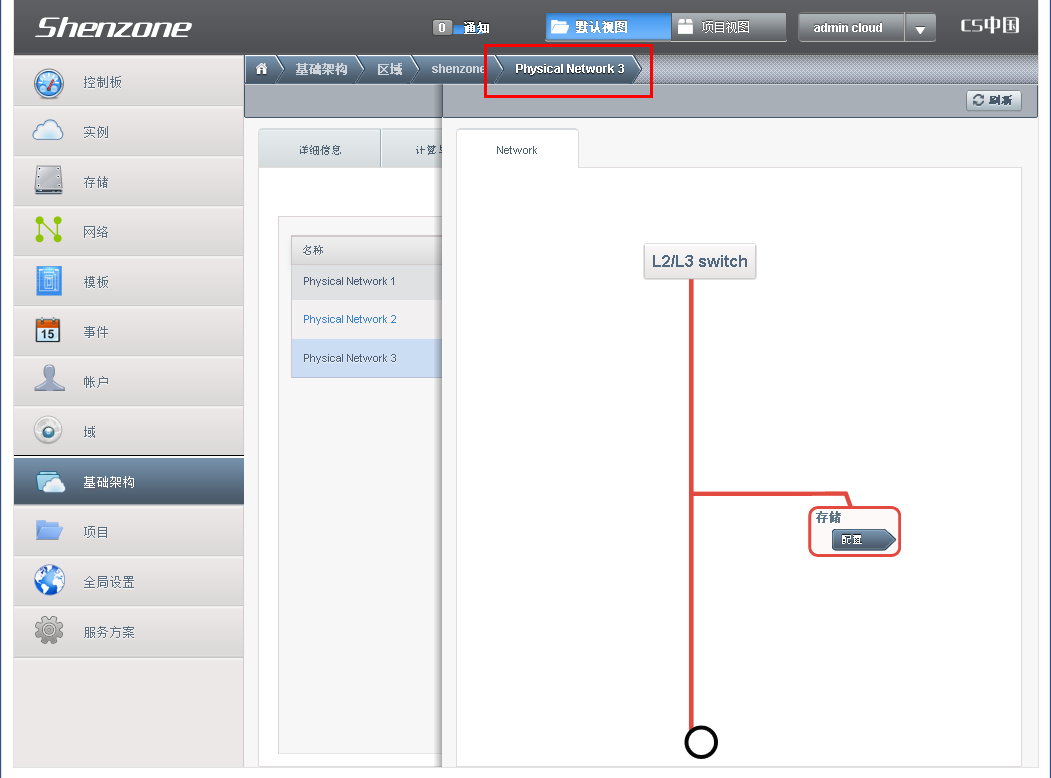 Shenzone
0 通知
默认视图
项目视图
admin cloud
CS中国
基础架构
区域
shenzone
Physical Network 3
刷新
控制板
实例
存储
网络
模板
15
事件
帐户
域
基础架构
项目
全局设置
服务方案
详细信息
计算
Network
名称
Physical Network 1
Physical Network 2
Physical Network 3
L2/L3 switch
存储
配置